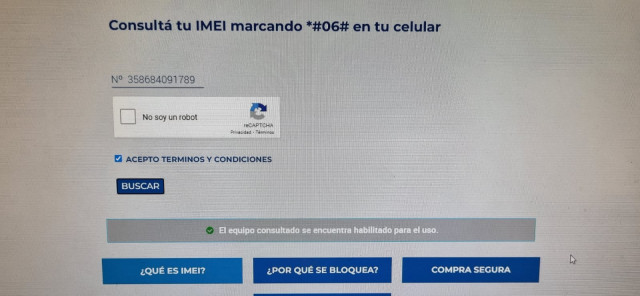 Consultá tu IMEI marcando *#06# en tu celular
Nº 358684091789
No soy un robot
reCAPTCHA
Privacidad - Términos
ACEPTO TERMINOS Y CONDICIONES
BUSCAR
El equipo consultado se encuentra habilitado para el uso.
¿QUÉ ES IMEI?
¿POR QUÉ SE BLOQUEA?
COMPRA SEGURA